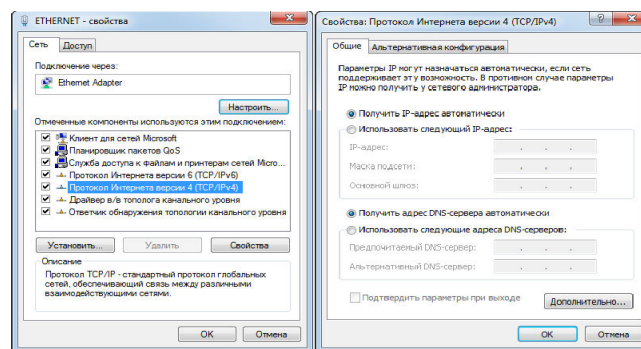 ETHERNET - свойства
Сеть
Доступ
Подключение через:
Ethernet Adapter
Настроить...
Отмеченные компоненты используются этим подключением:
Клиент для сетей Microsoft
Планировщик пакетов QoS
Служба доступа к файлам и принтерам сетей Micro...
Протокол Интернета версии 6 (TCP/IPv6)
Протокол Интернета версии 4 (TCP/IPv4)
Драйвер в/в тополога канального уровня
Ответчик обнаружения топологии канального уровня
Установить...
Удалить
Свойства
Описание
Протокол TCP/IP - стандартный протокол глобальных
сетей, обеспечивающий связь между различными
взаимодействующими сетями.
OK
Отмена
Свойства: Протокол Интернета версии 4 (TCP/IPv4)
Общие
Альтернативная конфигурация
Параметры IP могут назначаться автоматически, если сеть
поддерживает эту возможность. В противном случае параметры
IP можно получить у сетевого администратора.
Получить IP-адрес автоматически
Использовать следующий IP-адрес:
IP-адрес:
Маска подсети:
Основной шлюз:
Получить адрес DNS-сервера автоматически
Использовать следующие адреса DNS-серверов:
Предпочитаемый DNS-сервер:
Альтернативный DNS-сервер:
Подтвердить параметры при выходе
Дополнительно...
OK
Отмена